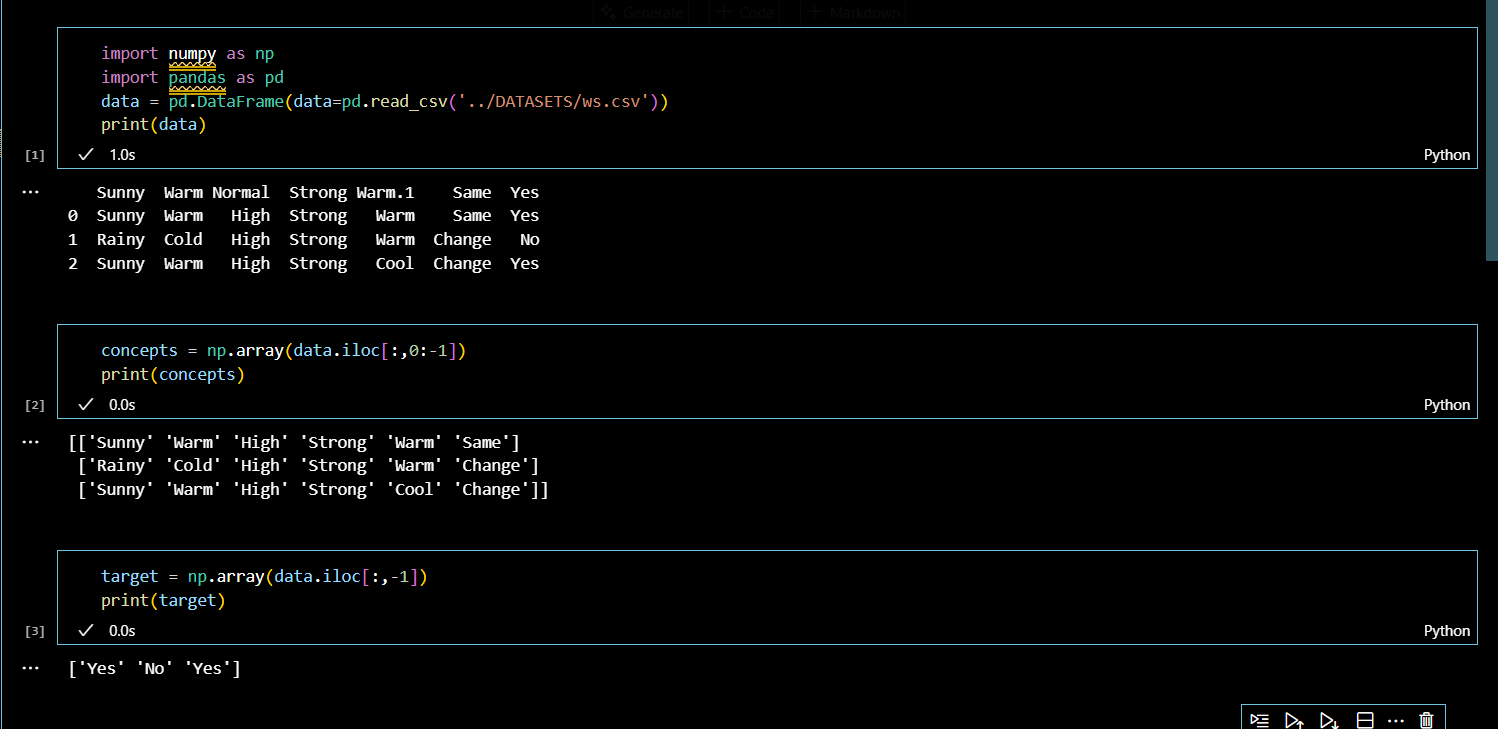 Generate + Code + Markdown
import numpy as np
import pandas as pd
data = pd.DataFrame(data=pd.read_csv('../DATASETS/ws.csv'))
print(data)
[1] ✓ 1.0s Python
... Sunny Warm Normal Strong Warm.1 Same Yes
0 Sunny Warm High Strong Warm Same Yes
1 Rainy Cold High Strong Warm Change No
2 Sunny Warm High Strong Cool Change Yes
concepts = np.array(data.iloc[:,0:-1])
print(concepts)
[2] ✓ 0.0s Python
... [['Sunny' 'Warm' 'High' 'Strong' 'Warm' 'Same']
['Rainy' 'Cold' 'High' 'Strong' 'Warm' 'Change']
['Sunny' 'Warm' 'High' 'Strong' 'Cool' 'Change']]
target = np.array(data.iloc[:,-1])
print(target)
[3] ✓ 0.0s Python
... ['Yes' 'No' 'Yes']